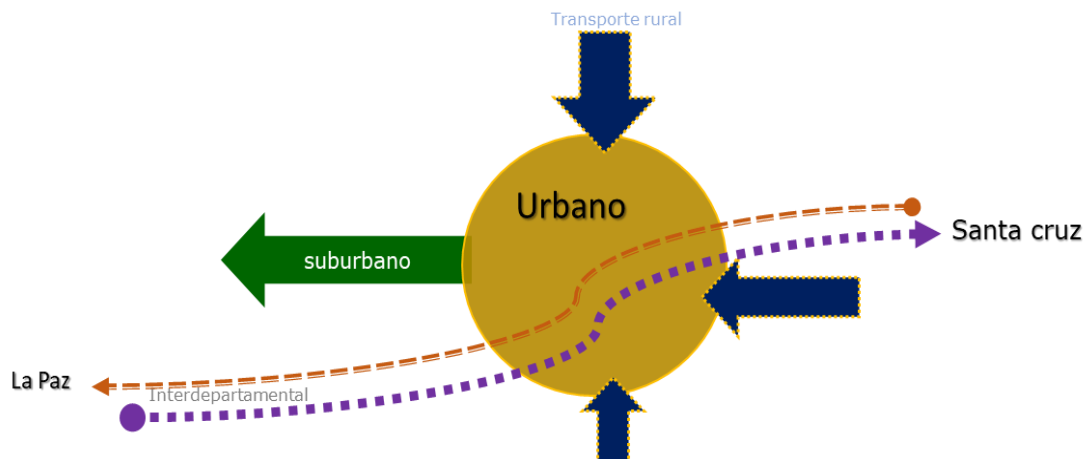 Transporte rural
Urbano
Santa cruz
suburbano
La Paz
Interdepartamental